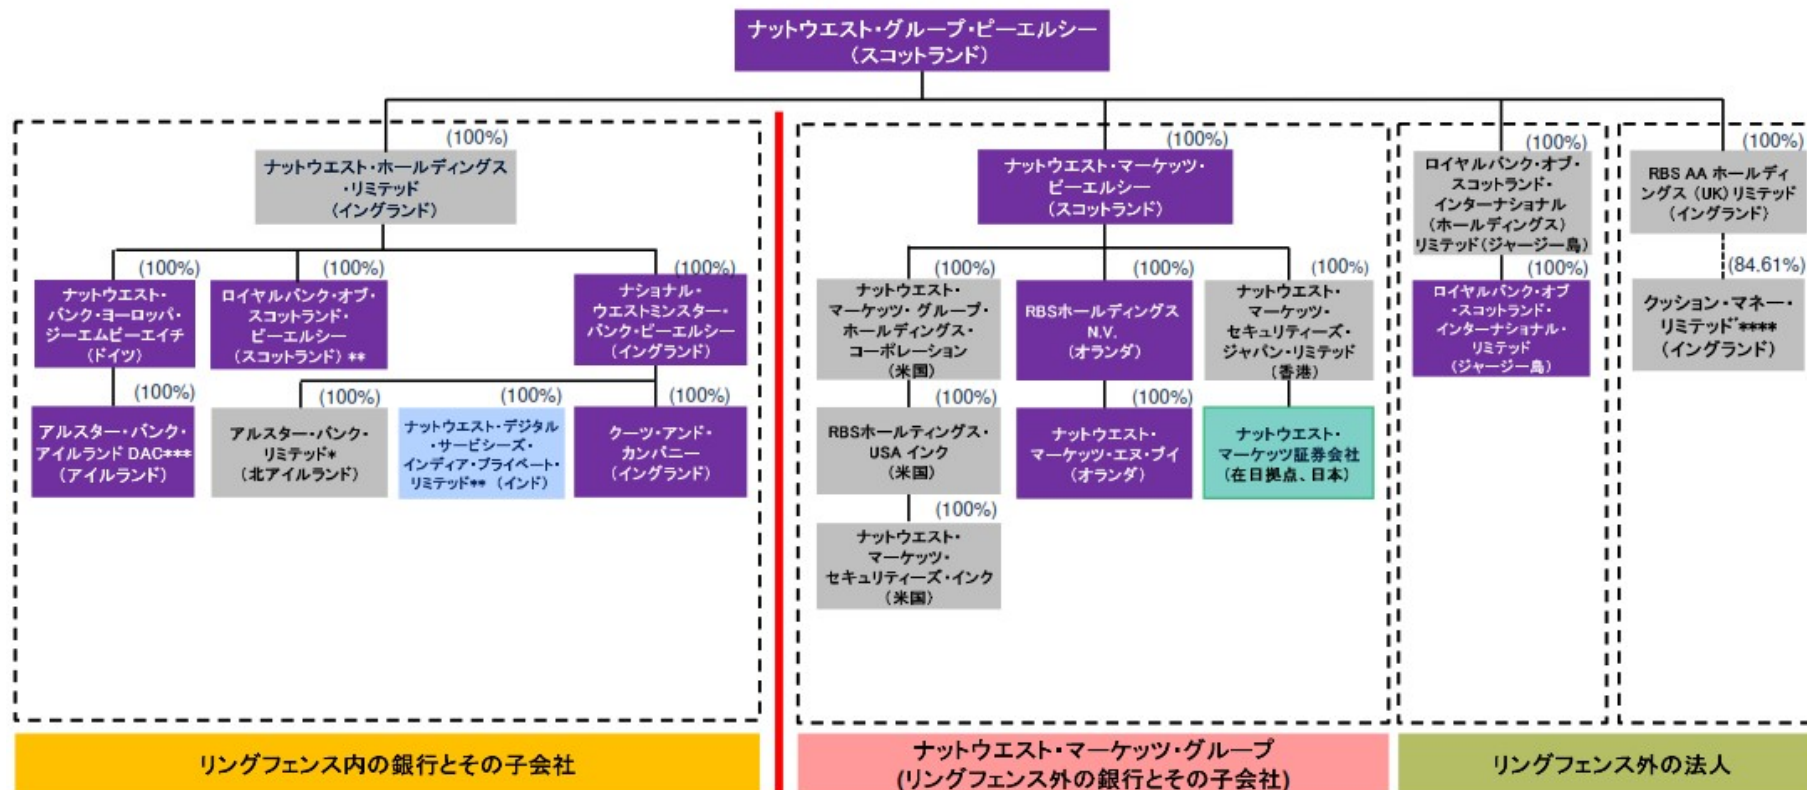 ナットウエスト・グループ・ピーエルシー
(スコットランド)
(100%)
ナットウエスト・ホールディングス
・リミテッド
(イングランド)
(100%)
ナットウエスト・
バンク・ヨーロッパ・
ジーエムビーエイチ
(ドイツ)
(100%)
ロイヤルバンク・オブ・
スコットランド・
ピーエルシー
(スコットランド) **
(100%)
ナショナル・
ウエストミンスター・
バンク・ピーエルシー
(イングランド)
(100%)
アルスター・バンク・
アイルランド DAC***
(アイルランド)
(100%)
アルスター・バンク・
リミテッド*
(北アイルランド)
(100%)
ナットウエスト・デジタル
・サービシーズ・
インディア・プライベート・
リミテッド** (インド)
(100%)
クーツ・アンド・
カンパニー
(イングランド)
リングフェンス内の銀行とその子会社
(100%)
ナットウエスト・マーケッツ・
ピーエルシー
(スコットランド)
(100%)
ナットウエスト・
マーケッツ・グループ・
ホールディングス・
コーポレーション
(米国)
(100%)
RBSホールディングス
N.V.
(オランダ)
(100%)
ナットウエスト・
マーケッツ・
セキュリティーズ・
ジャパン・リミテッド
(香港)
(100%)
RBSホールティングス・
USA インク
(米国)
(100%)
ナットウエスト・
マーケッツ・エヌ・ブイ
(オランダ)
ナットウエスト・
マーケッツ証券会社
(在日拠点、日本)
(100%)
ナットウエスト・
マーケッツ・
セキュリティーズ・インク
(米国)
ナットウエスト・マーケッツ・グループ
(リングフェンス外の銀行とその子会社)
(100%)
ロイヤルバンク・オブ・
スコットランド・
インターナショナル
(ホールディングス)
リミテッド(ジャージー島)
(100%)
ロイヤルバンク・オブ
・スコットランド・
インターナショナル・
リミテッド
(ジャージー島)
(100%)
RBS AA ホールディ
ングス (UK) リミテッド
(イングランド)
(84.61%)
クッション・マネー・
リミテッド****
(イングランド)
リングフェンス外の法人